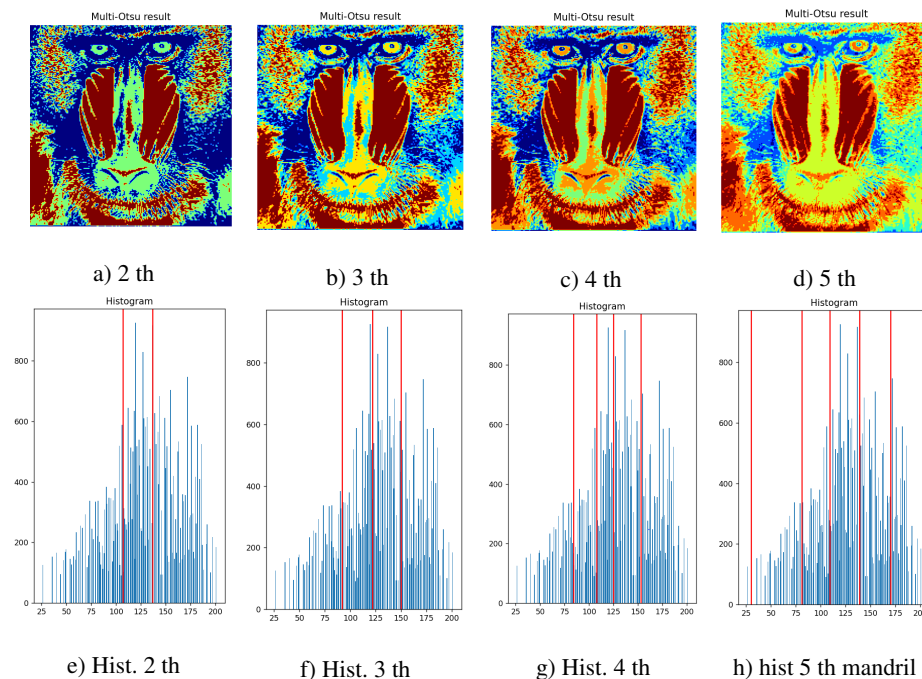 Multi-Otsu result
Multi-Otsu result
Multi-Otsu result
Multi-Otsu result
a) 2 th
b) 3 th
c) 4 th
d) 5 th
Histogram
Histogram
Histogram
Histogram
800
600
400
200
0
25 50 75 100 125 150 175 200
800
600
400
200
0
25 50 75 100 125 150 175 200
800
600
400
200
0
25 50 75 100 125 150 175 200
800
600
400
200
0
25 50 75 100 125 150 175 200
e) Hist. 2 th
f) Hist. 3 th
g) Hist. 4 th
h) hist 5 th mandril